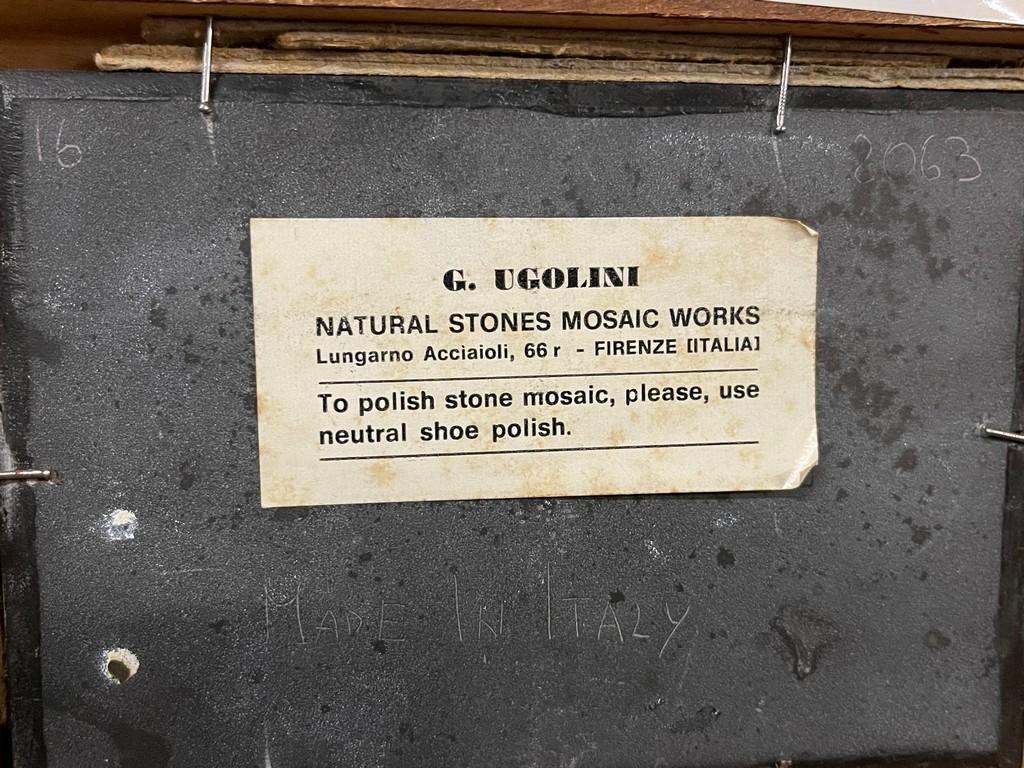 16
2063
G. UGOLINI
NATURAL STONES MOSAIC WORKS
Lungarno Acciaioli, 66 r - FIRENZE [ITALIA]
To polish stone mosaic, please, use
neutral shoe polish.
MADE IN ITALY